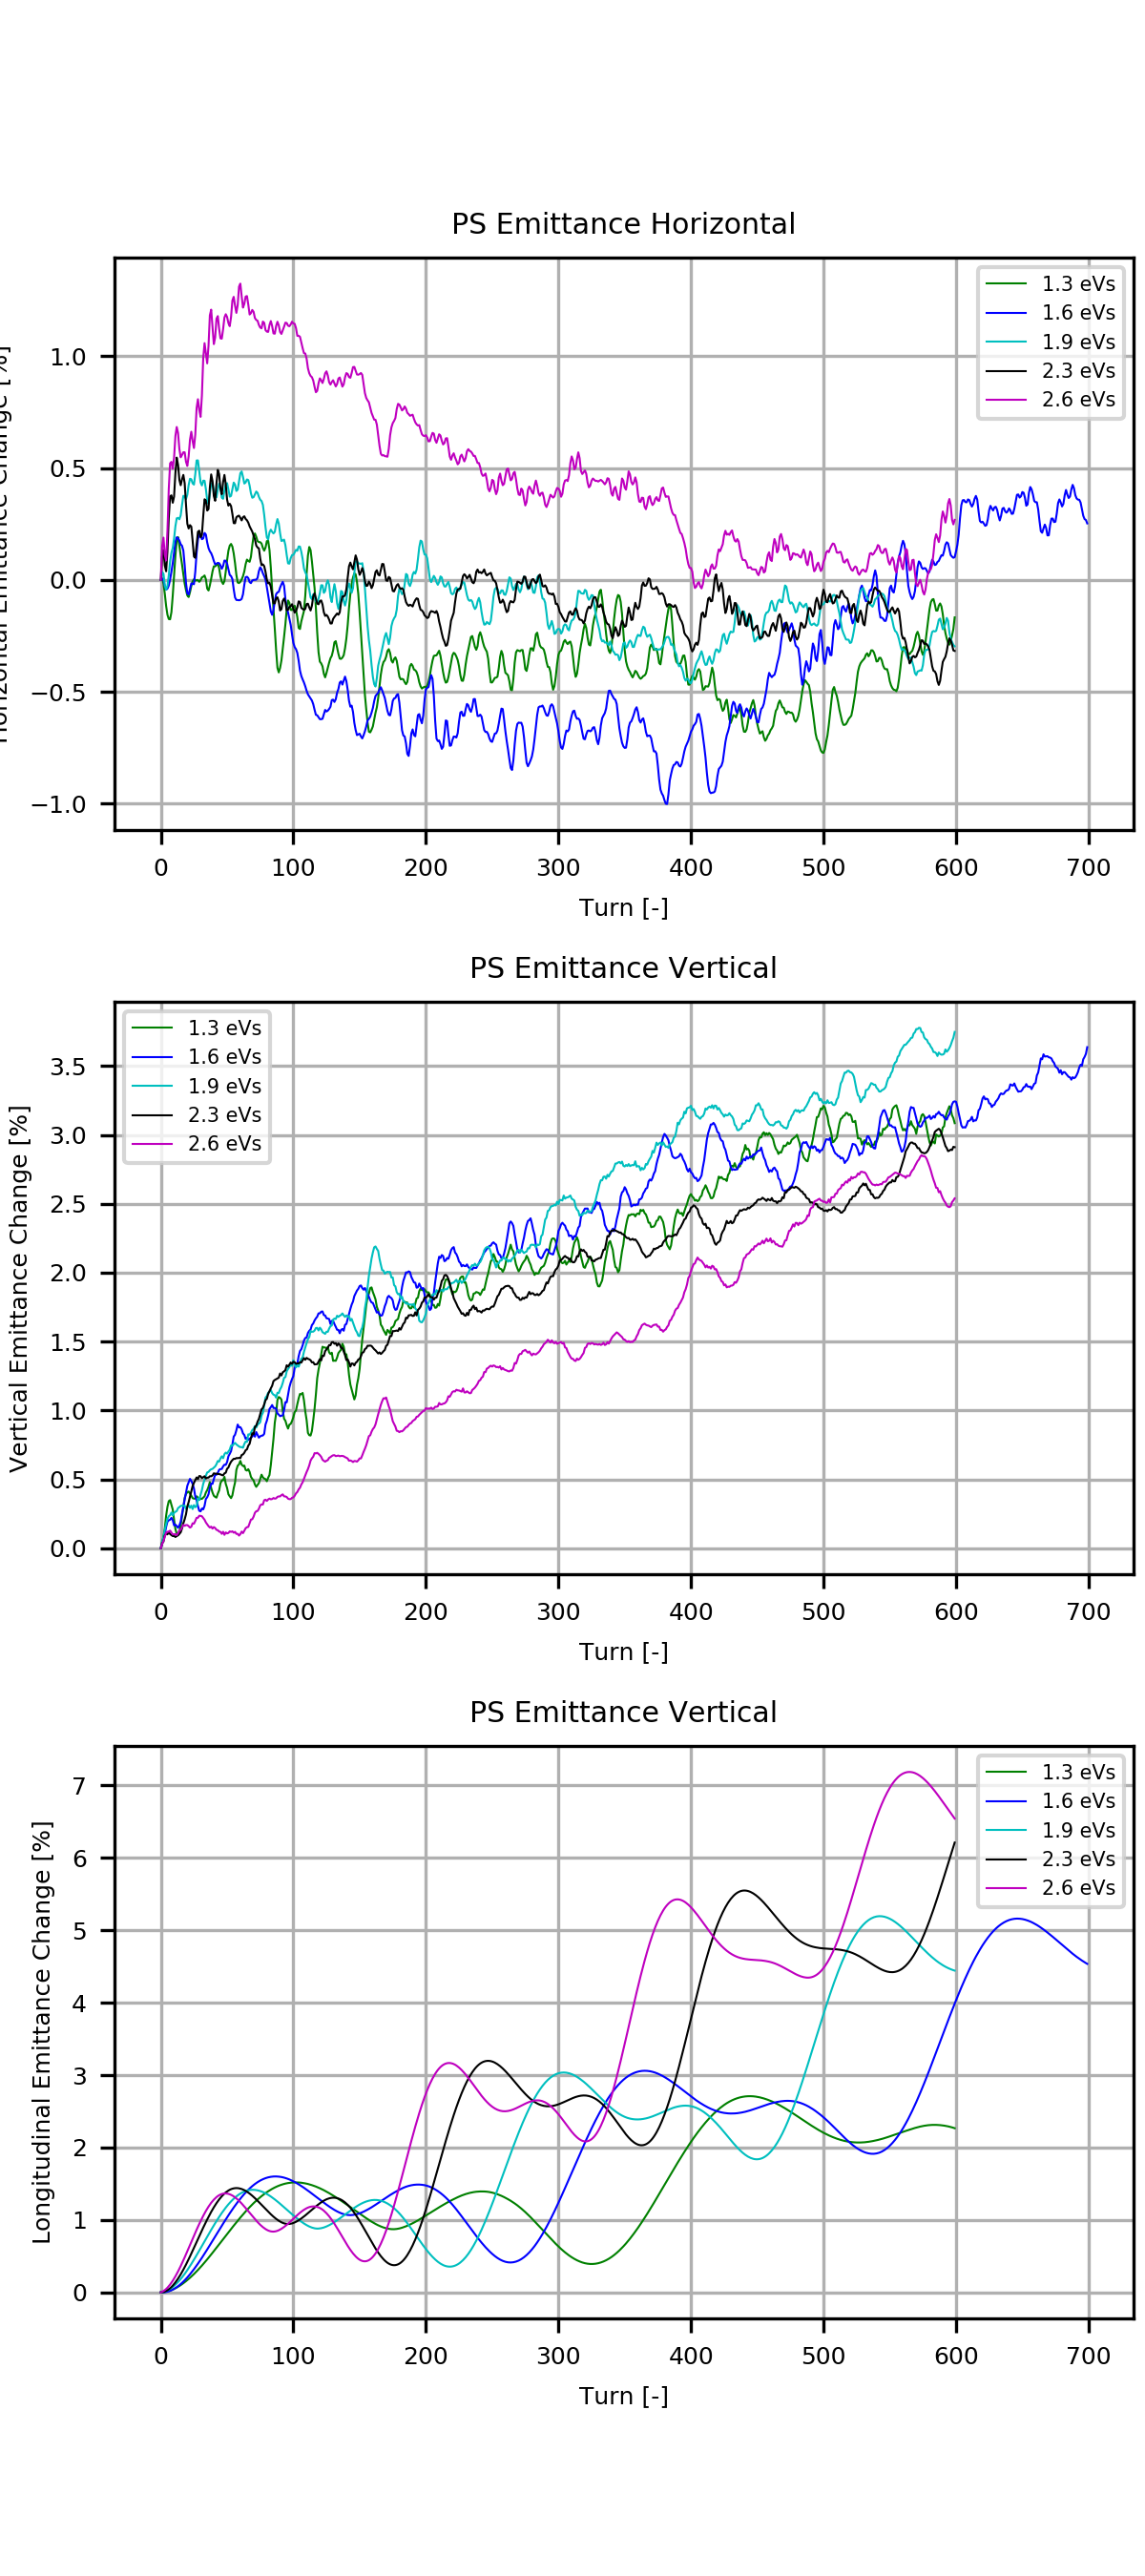 PS Emittance Horizontal
Horizontal Emittance Change [%]
1.0
0.5
0.0
−0.5
−1.0
1.3 eVs
1.6 eVs
1.9 eVs
2.3 eVs
2.6 eVs
0 100 200 300 400 500 600 700
Turn [-]
PS Emittance Vertical
Vertical Emittance Change [%]
3.5
3.0
2.5
2.0
1.5
1.0
0.5
0.0
1.3 eVs
1.6 eVs
1.9 eVs
2.3 eVs
2.6 eVs
0 100 200 300 400 500 600 700
Turn [-]
PS Emittance Vertical
Longitudinal Emittance Change [%]
7
6
5
4
3
2
1
0
1.3 eVs
1.6 eVs
1.9 eVs
2.3 eVs
2.6 eVs
0 100 200 300 400 500 600 700
Turn [-]